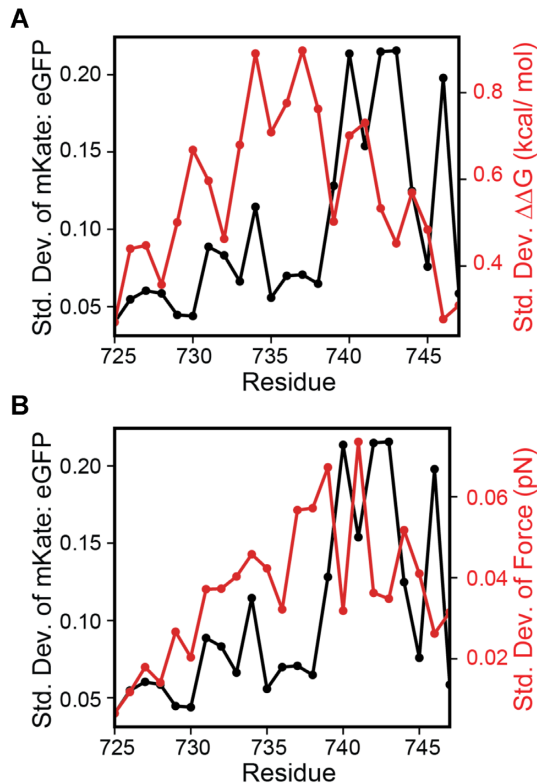 A
Std. Dev. of mKate: eGFP
0.20
0.15
0.10
0.05
0.8
0.6
0.4
Std. Dev. ΔΔG (kcal/ mol)
725 730 735 740 745
Residue
B
Std. Dev. of mKate: eGFP
0.20
0.15
0.10
0.05
0.06
0.04
0.02
Std. Dev. of Force (pN)
725 730 735 740 745
Residue